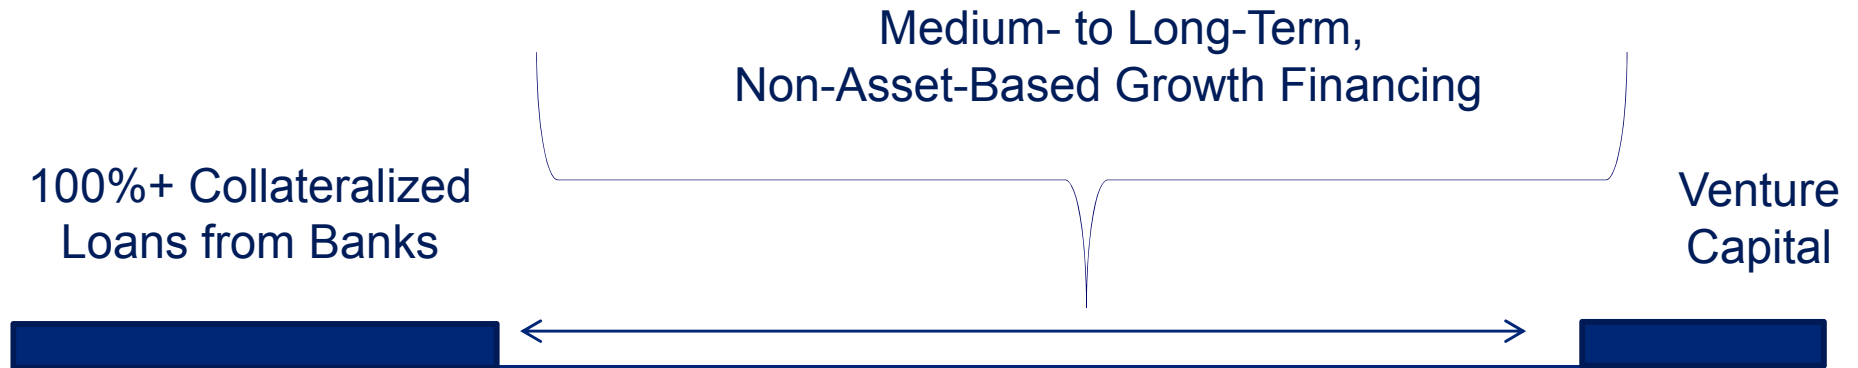 Medium- to Long-Term,
Non-Asset-Based Growth Financing
100%+ Collateralized
Loans from Banks
Venture
Capital